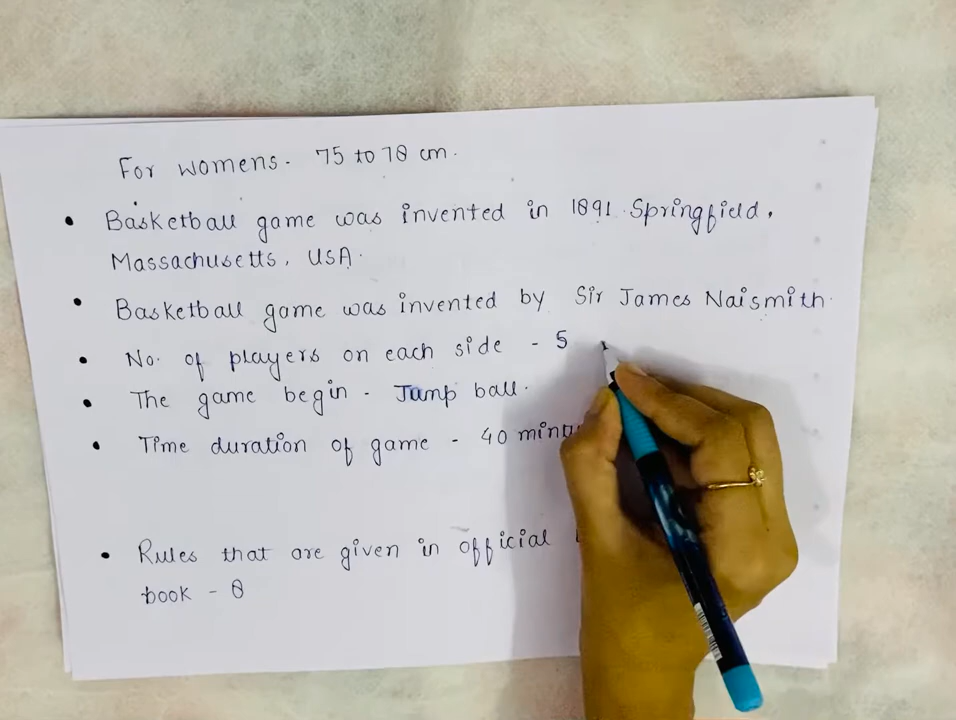 For womens. 75 to 78 cm.
• Basketball game was invented in 1891. Springfield,
Massachusetts, USA.
• Basketball game was invented by Sir James Naismith.
• No. of players on each side - 5
• The game begin - Jump ball.
• Time duration of game - 40
• Rules that are given in official
book - 8